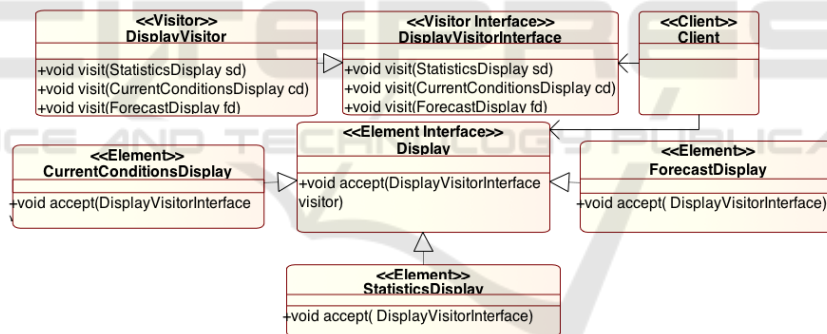 <<Visitor>>
DisplayVisitor
+void visit(StatisticsDisplay sd)
+void visit(CurrentConditionsDisplay cd)
+void visit(ForecastDisplay fd)
<<Visitor Interface>>
DisplayVisitorInterface
+void visit(StatisticsDisplay sd)
+void visit(CurrentConditionsDisplay cd)
+void visit(ForecastDisplay fd)
<<Client>>
Client
<<Element Interface>>
Display
+void accept(DisplayVisitorInterface
visitor)
<<Element>>
CurrentConditionsDisplay
+void accept(DisplayVisitorInterface
<<Element>>
ForecastDisplay
+void accept( DisplayVisitorInterface)
<<Element>>
StatisticsDisplay
+void accept( DisplayVisitorInterface)